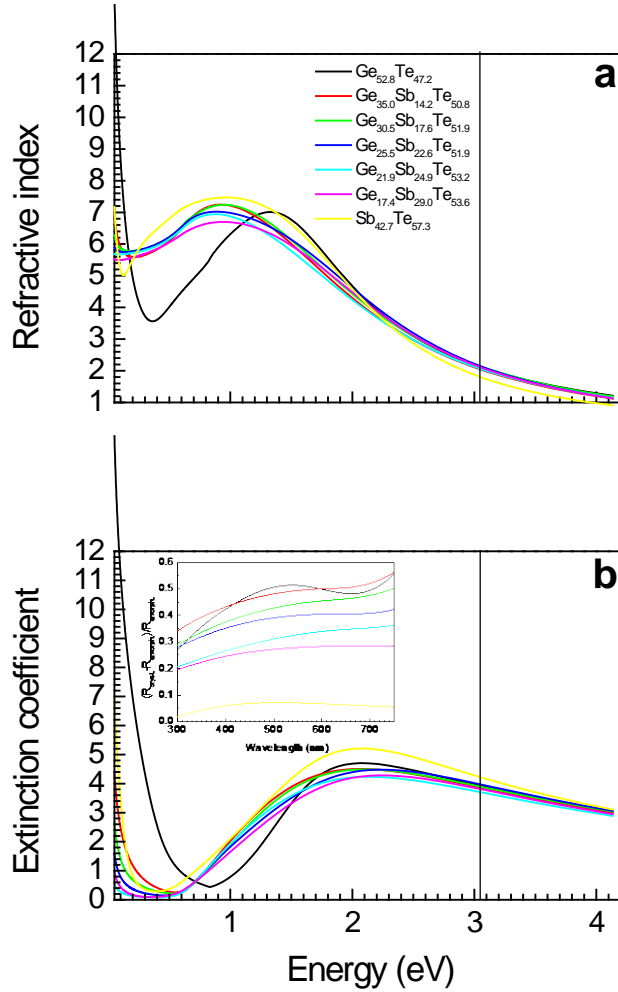 12
11
10
9
8
7
6
5
4
3
2
1
Refractive index
a
Ge52.8Te47.2
Ge35.0Sb14.2Te50.8
Ge30.5Sb17.6Te51.9
Ge25.5Sb22.6Te51.9
Ge21.9Sb24.9Te53.2
Ge17.4Sb29.0Te53.6
Sb42.7Te57.3
12
11
10
9
8
7
6
5
4
3
2
1
0
Extinction coefficient
b
0.6
0.5
0.4
0.3
0.2
0.1
0.0
300 400 500 600 700
Wavelength (nm)
1 2 3 4
Energy (eV)